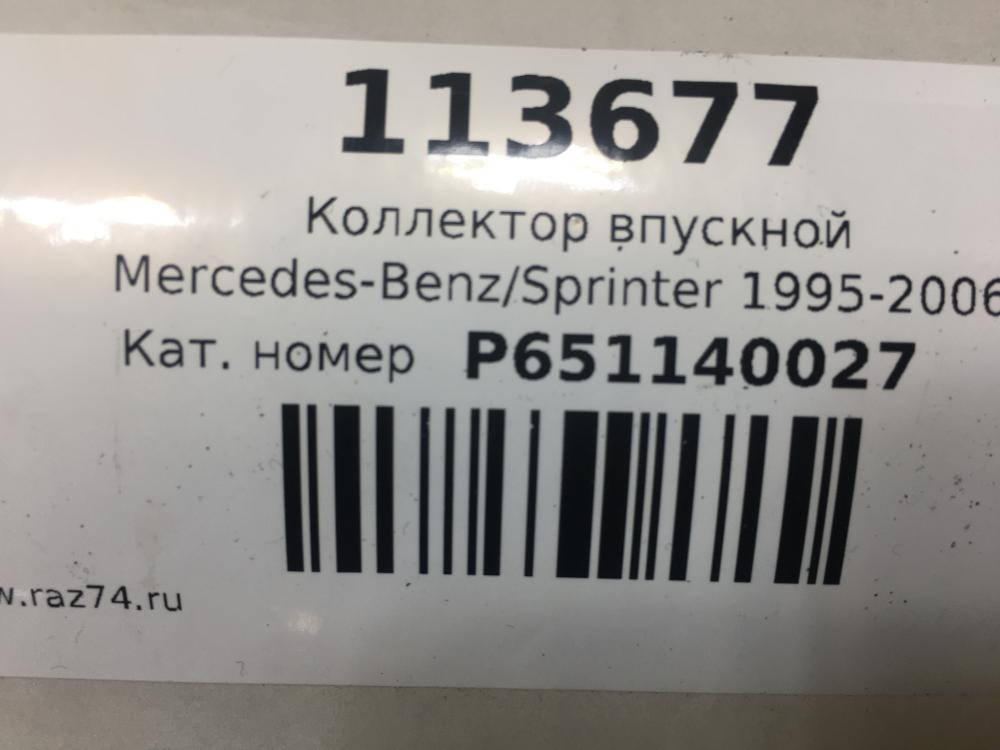 113677
Коллектор впускной
Mercedes-Benz/Sprinter 1995-2006
Кат. номер P651140027
w.raz74.ru